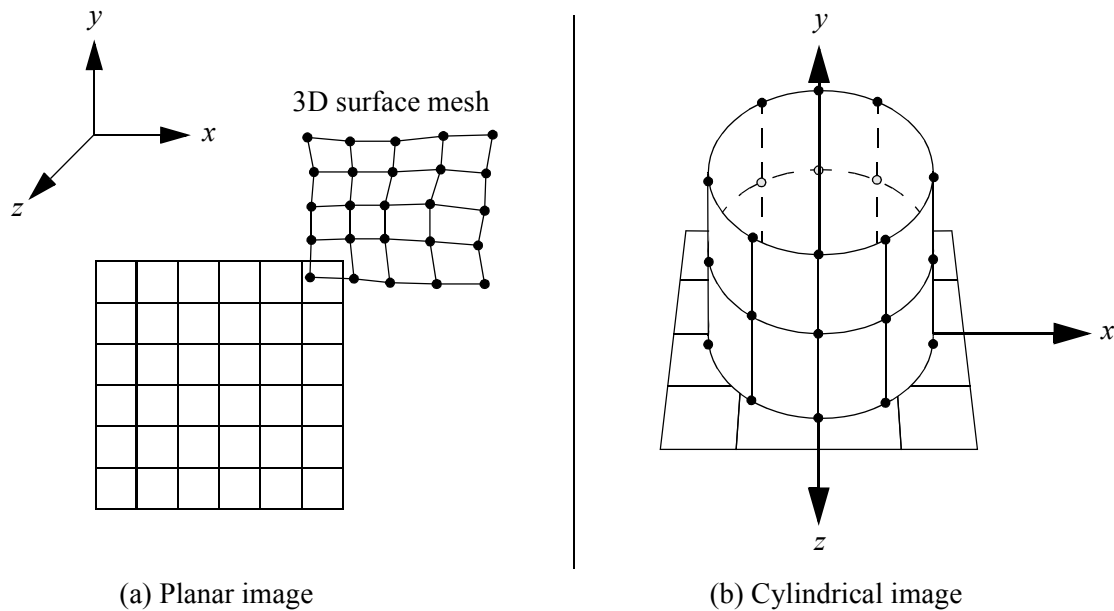 y
x
z
3D surface mesh
(a) Planar image
y
x
z
(b) Cylindrical image